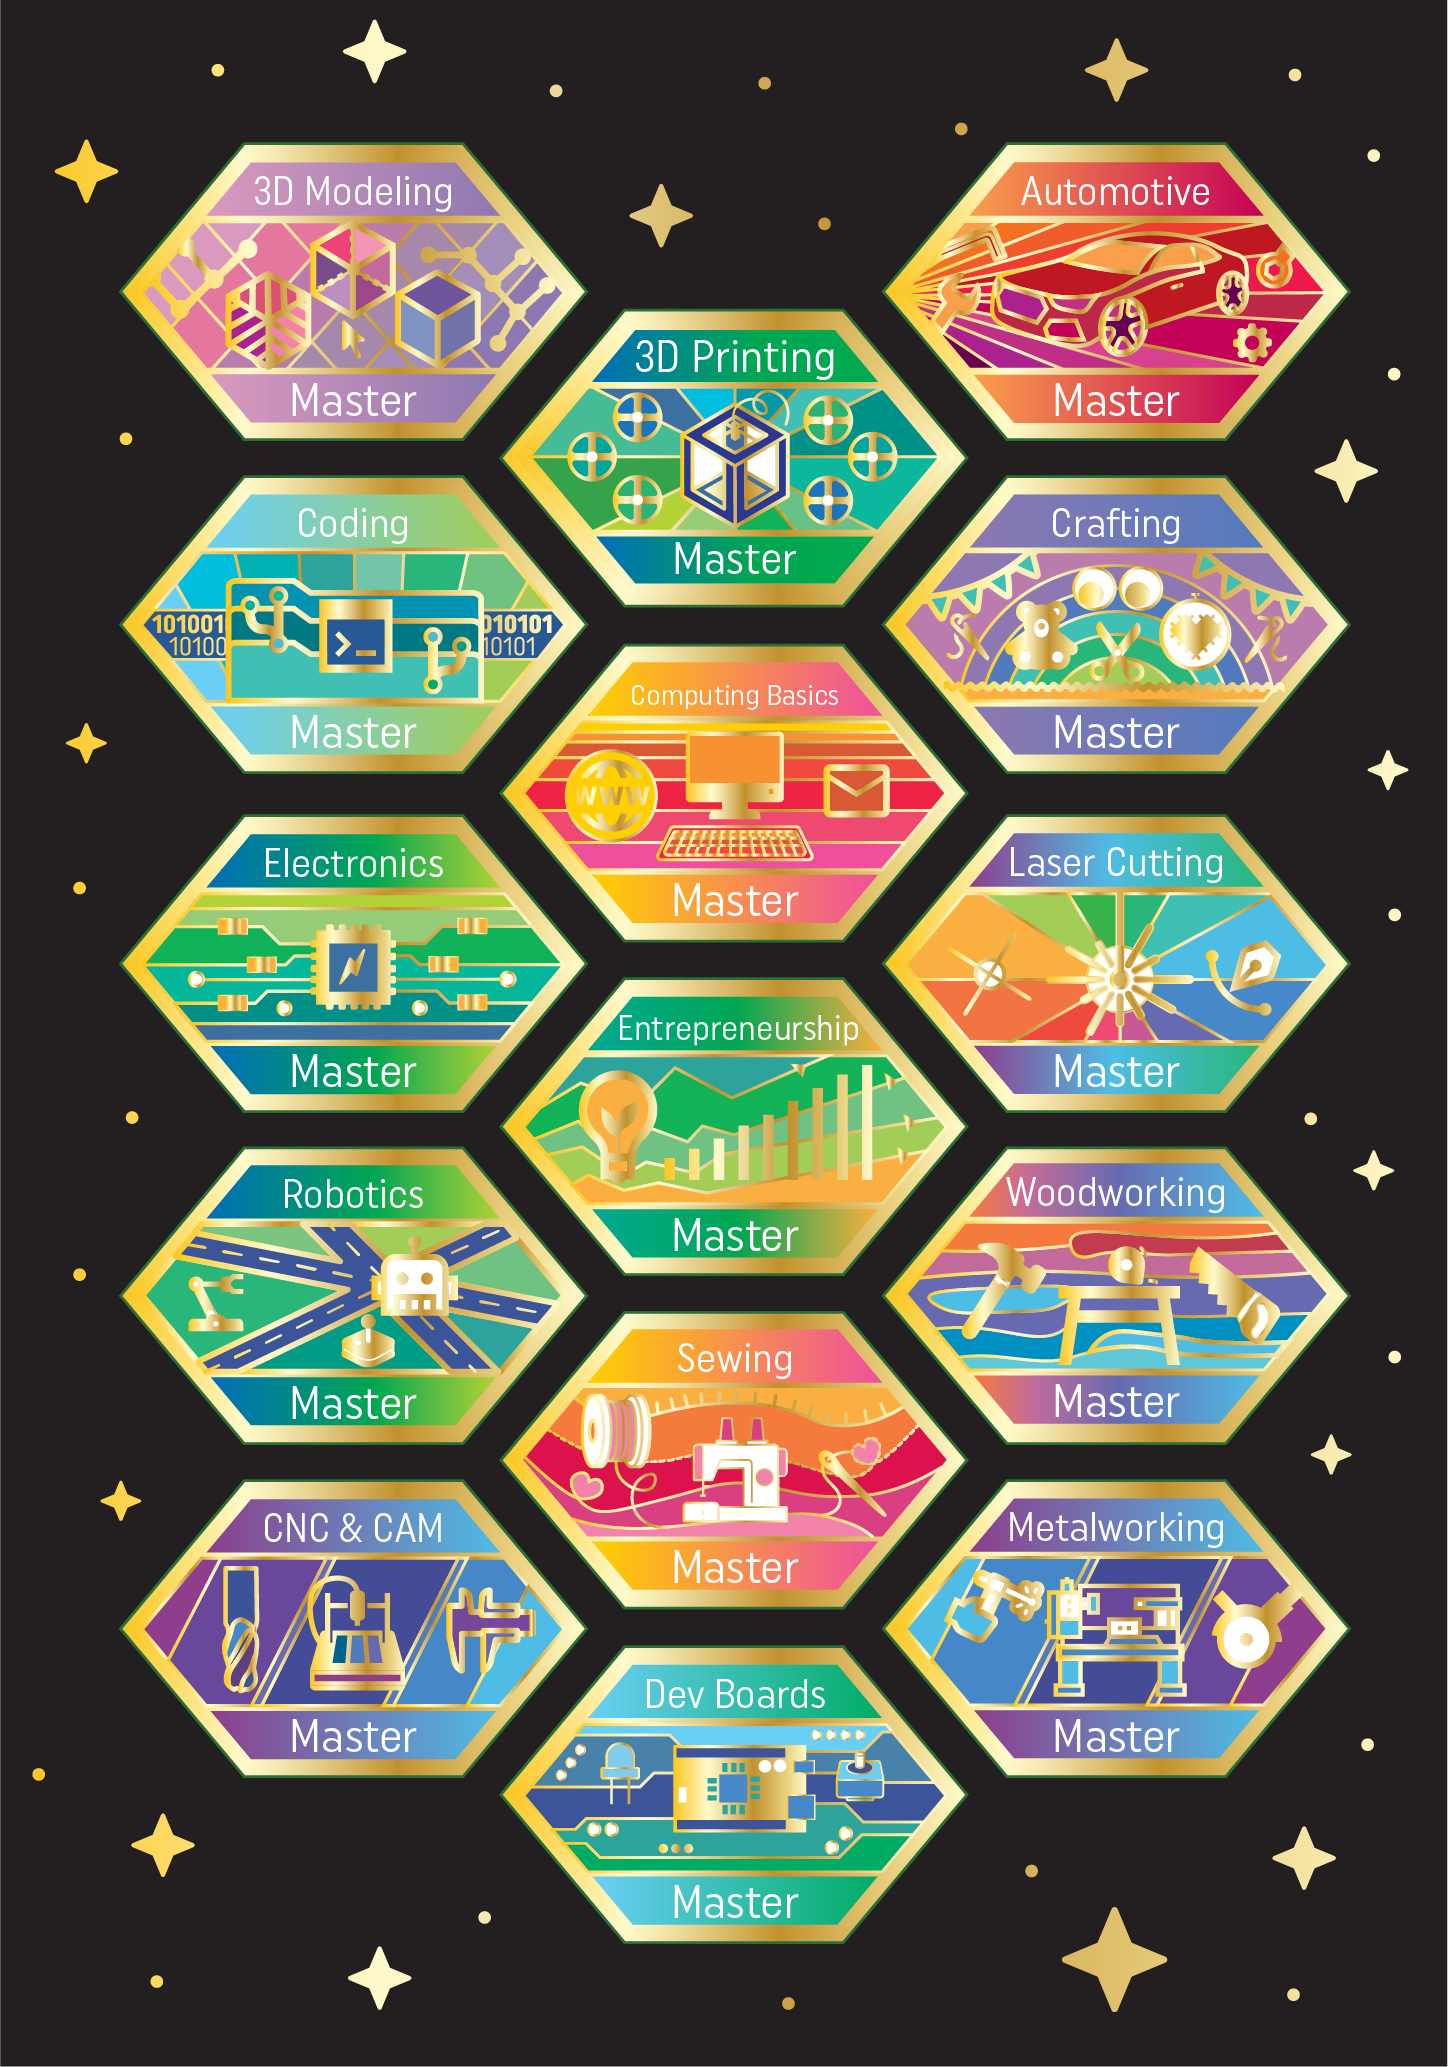 3D Modeling
Master
Automotive
Master
3D Printing
Master
Coding
101001
10100
>_
010101
10101
Master
Crafting
Master
Computing Basics
WWW
Master
Electronics
Master
Laser Cutting
Master
Entrepreneurship
Master
Robotics
Master
Woodworking
Master
Sewing
Master
CNC & CAM
Master
Metalworking
Master
Dev Boards
Master